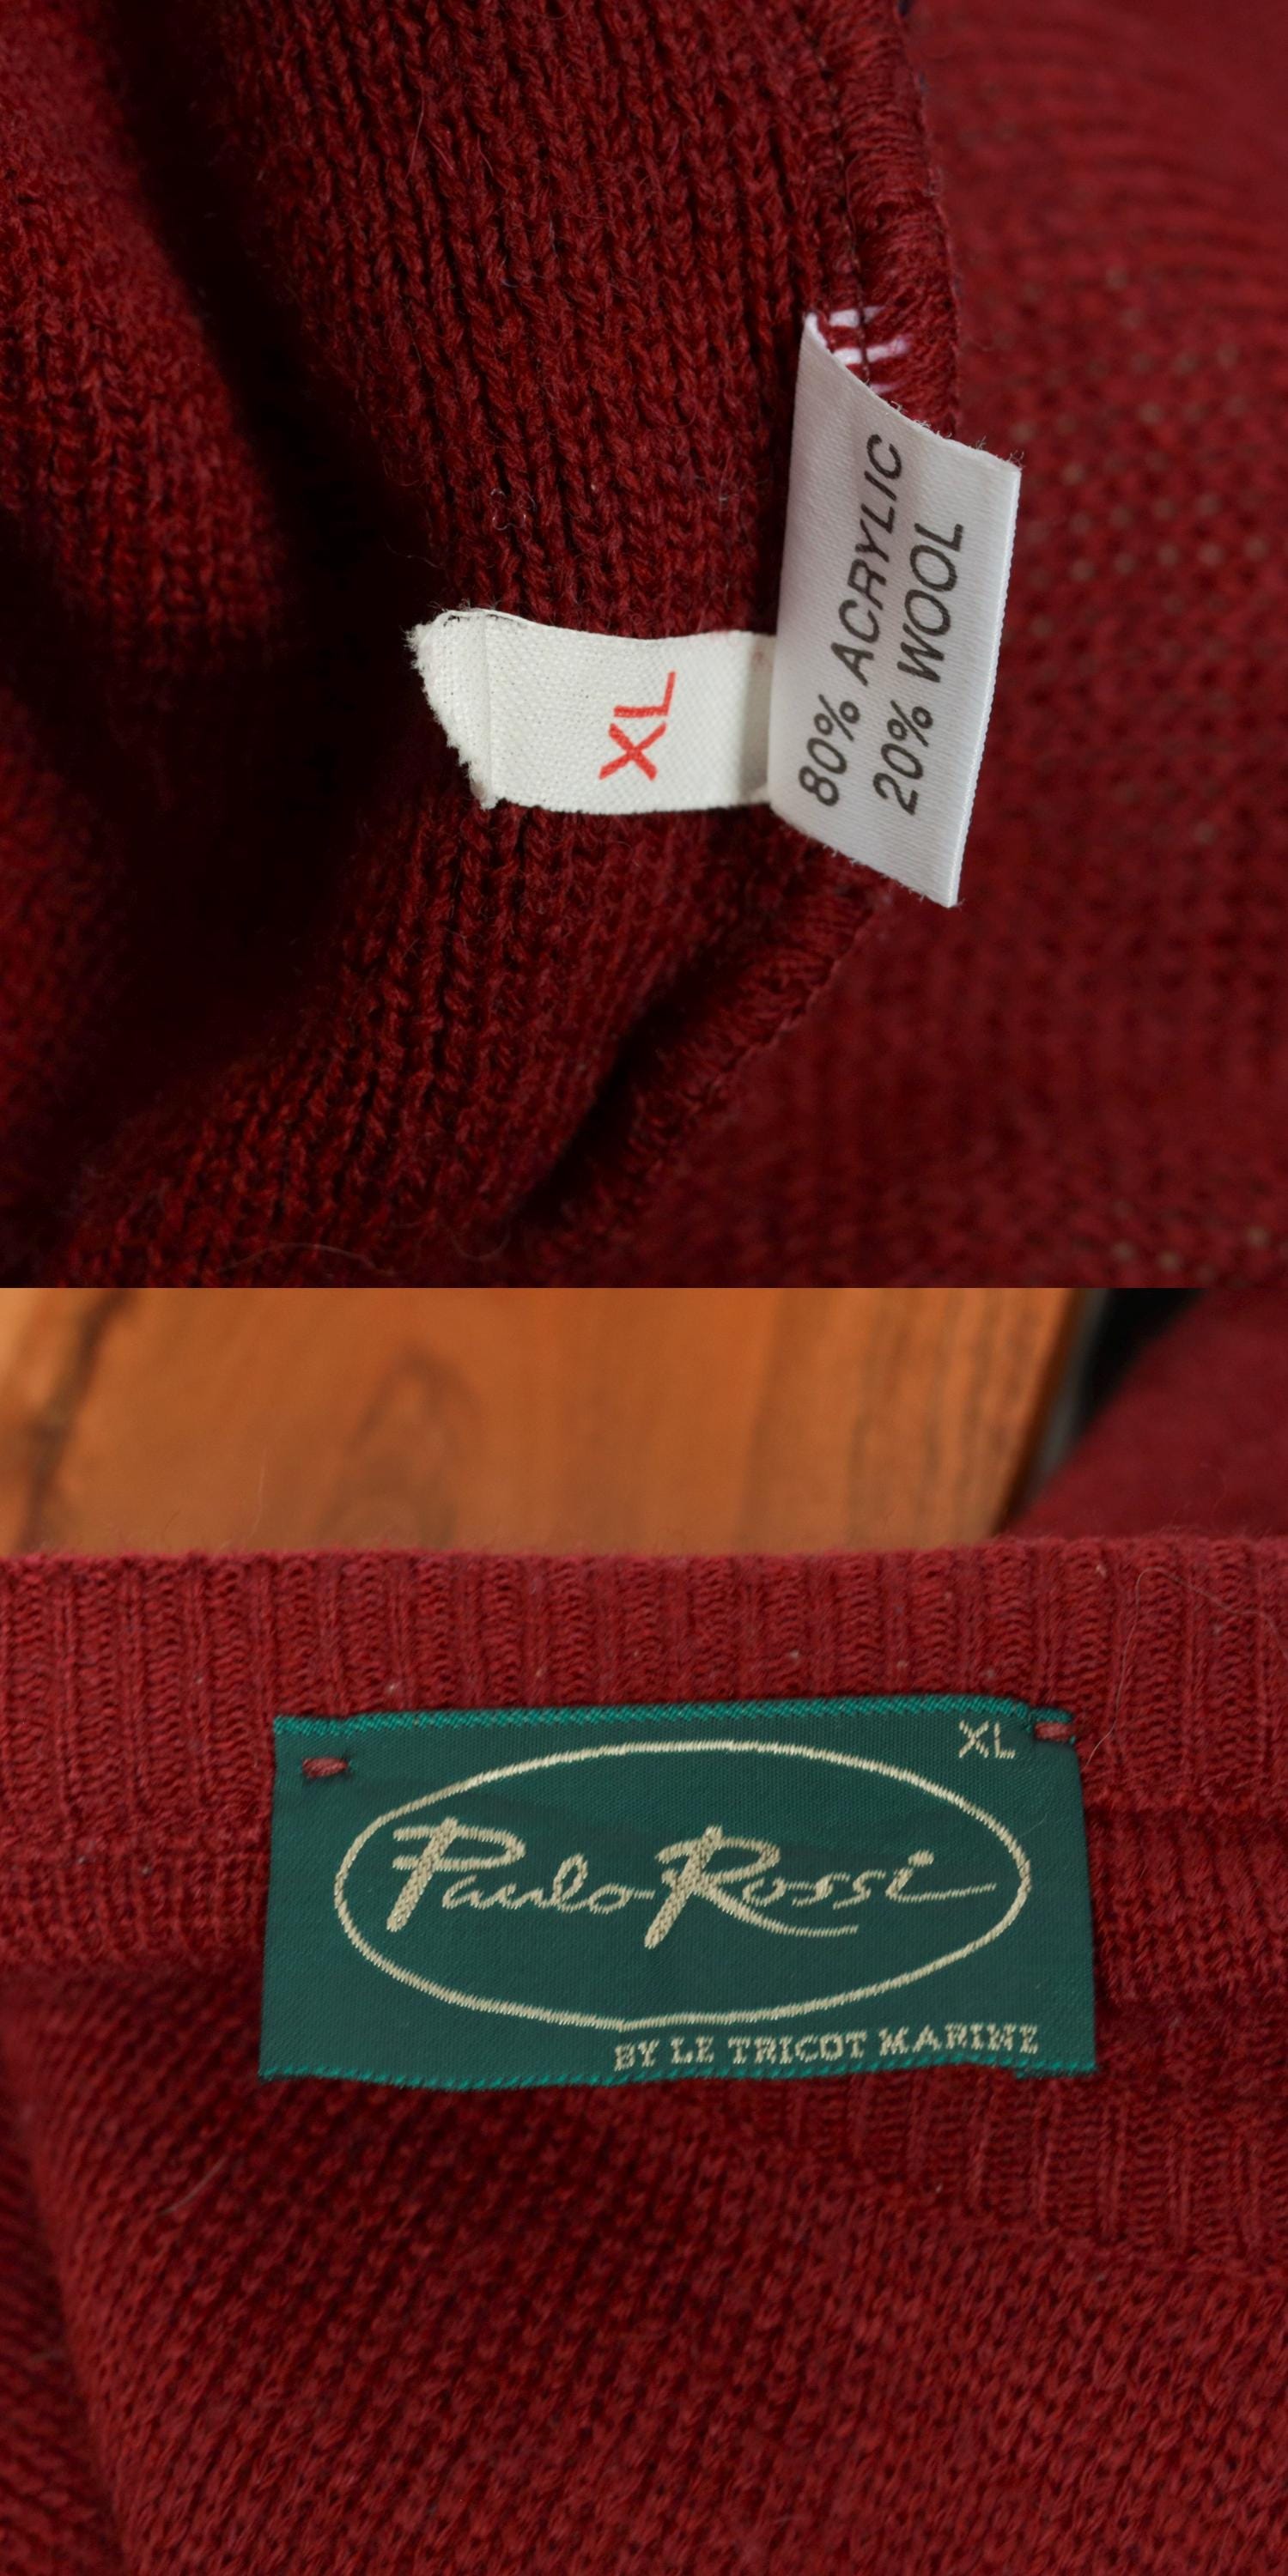 80% ACRYLIC
20% WOOL
XL
XL
Paulo Rossi
BY LE TRICOT MARINE